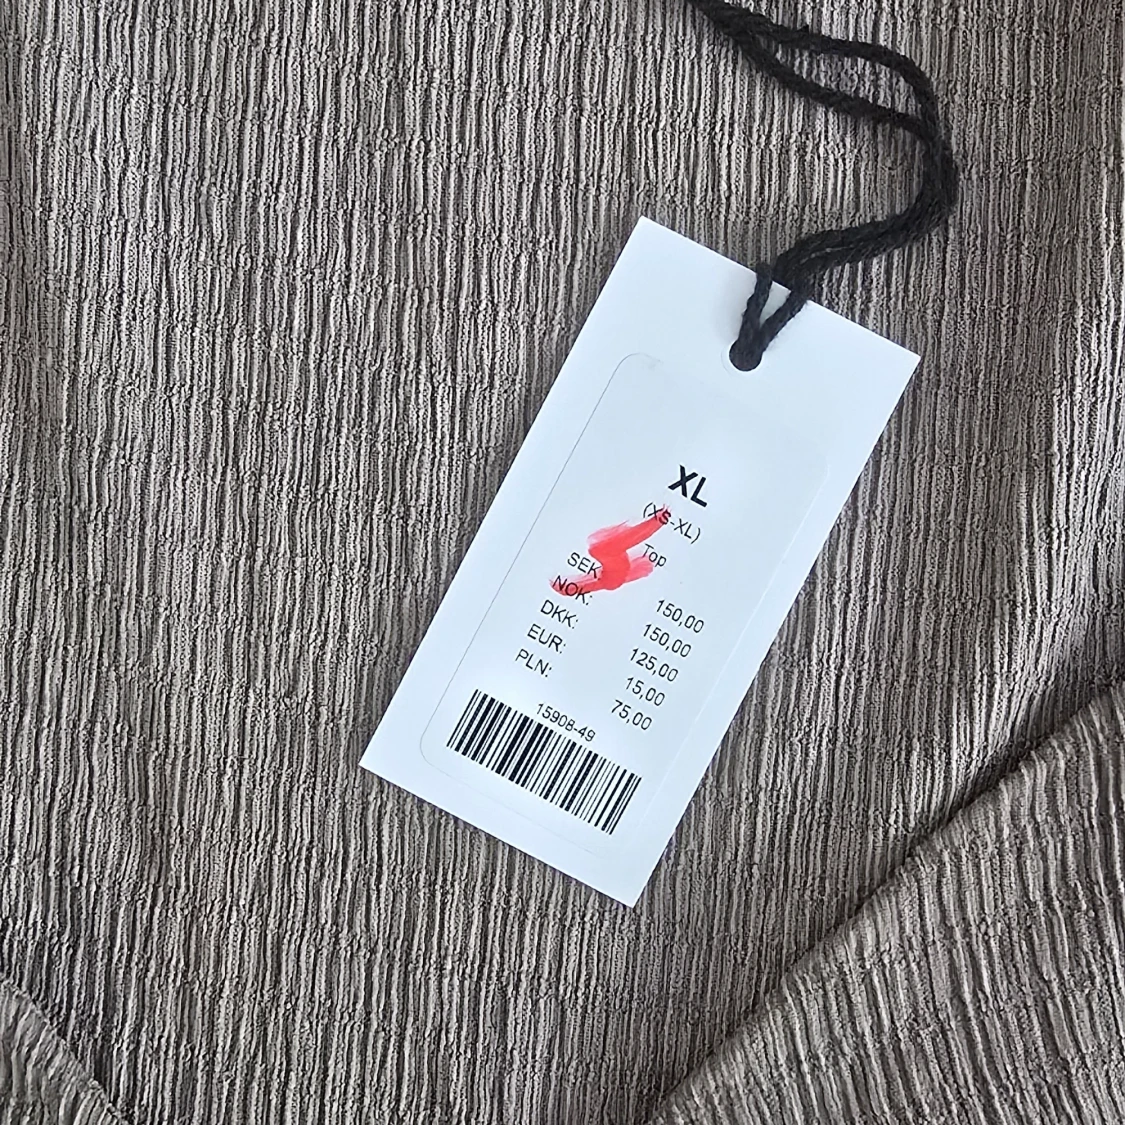 XL
(XS-XL)
Top
SEK 150,00
NOK: 150,00
DKK: 125,00
EUR: 15,00
PLN: 75,00
15908-49